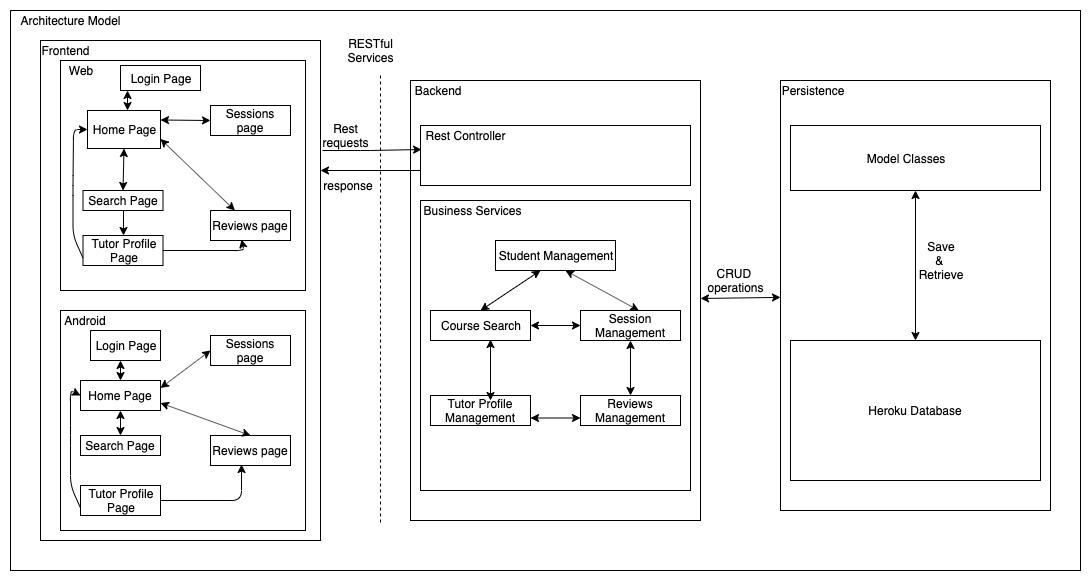 Architecture Model
Frontend
Web
Login Page
Home Page
Sessions
page
Search Page
Reviews page
Tutor Profile
Page
Android
Login Page
Sessions
page
Home Page
Search Page
Reviews page
Tutor Profile
Page
RESTful
Services
Rest
requests
response
Backend
Rest Controller
Business Services
Student Management
Course Search
Session
Management
Tutor Profile
Management
Reviews
Management
CRUD
operations
Persistence
Model Classes
Save
&
Retrieve
Heroku Database